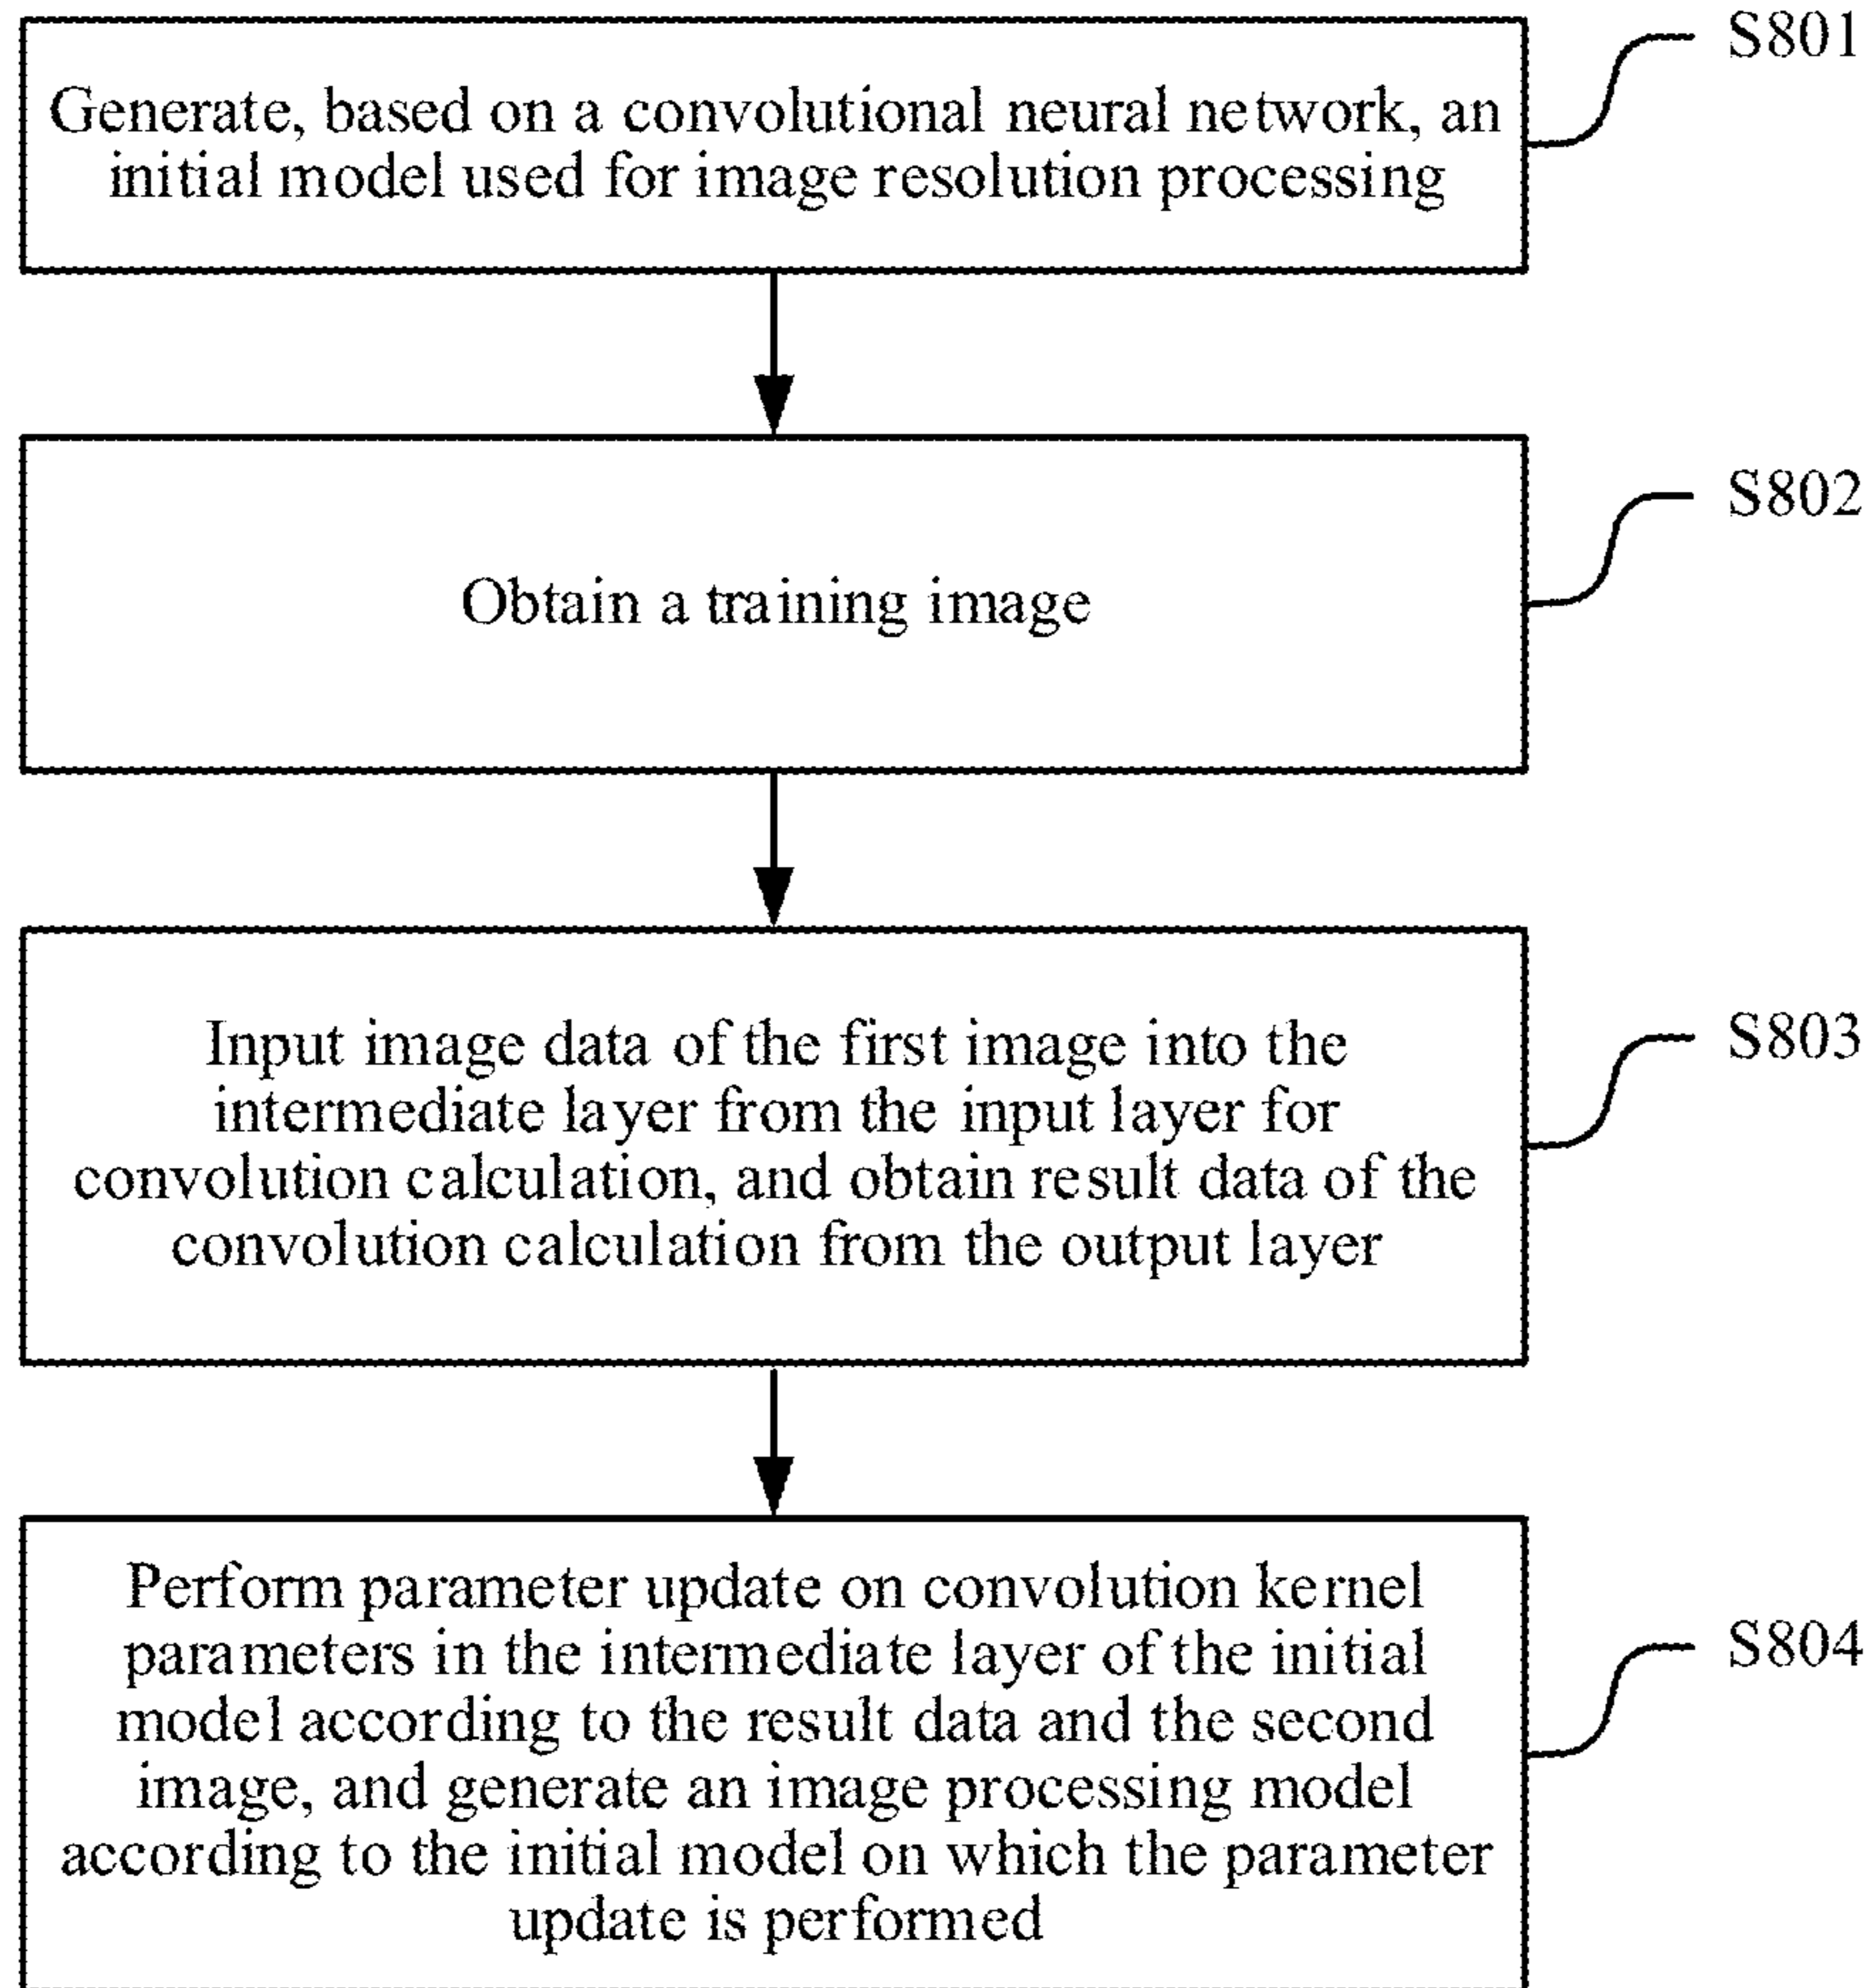 S801
Generate, based on a convolutional neural network, an
initial model used for image resolution processing
S802
Obtain a training image
S803
Input image data of the first image into the
intermediate layer from the input layer for
convolution calculation, and obtain result data of the
convolution calculation from the output layer
S804
Perform parameter update on convolution kernel
parameters in the intermediate layer of the initial
model according to the result data and the second
image, and generate an image processing model
according to the initial model on which the parameter
update is performed